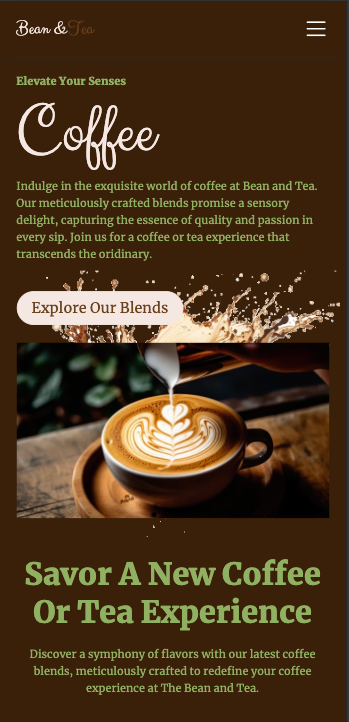 Bean & Tea
Elevate Your Senses
Coffee
Indulge in the exquisite world of coffee at Bean and Tea.
Our meticulously crafted blends promise a sensory
delight, capturing the essence of quality and passion in
every sip. Join us for a coffee or tea experience that
transcends the oridinary.
Explore Our Blends
Savor A New Coffee
Or Tea Experience
Discover a symphony of flavors with our latest coffee
blends, meticulously crafted to redefine your coffee
experience at The Bean and Tea.